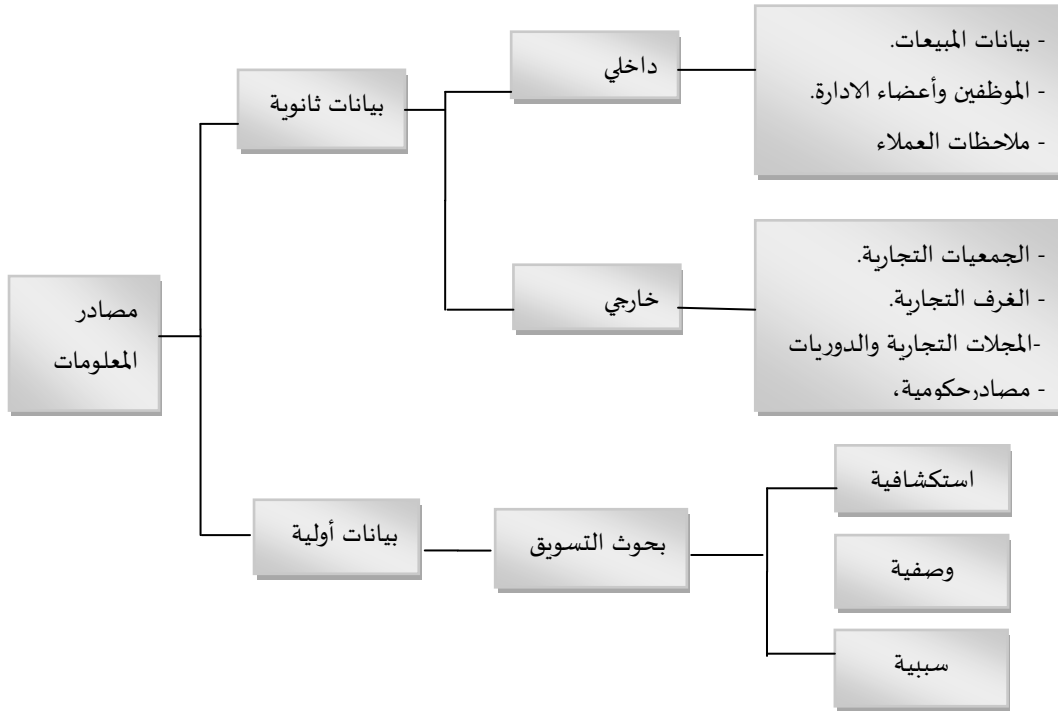 مصادر
المعلومات
بيانات ثانوية
داخلي
- بيانات المبيعات.
- الموظفين وأعضاء الادارة.
- ملاحظات العملاء
خارجي
- الجمعيات التجارية.
- الغرف التجارية.
-المجلات التجارية والدوريات
- مصادرحكومية،
بيانات أولية
بحوث التسويق
استكشافية
وصفية
سببية